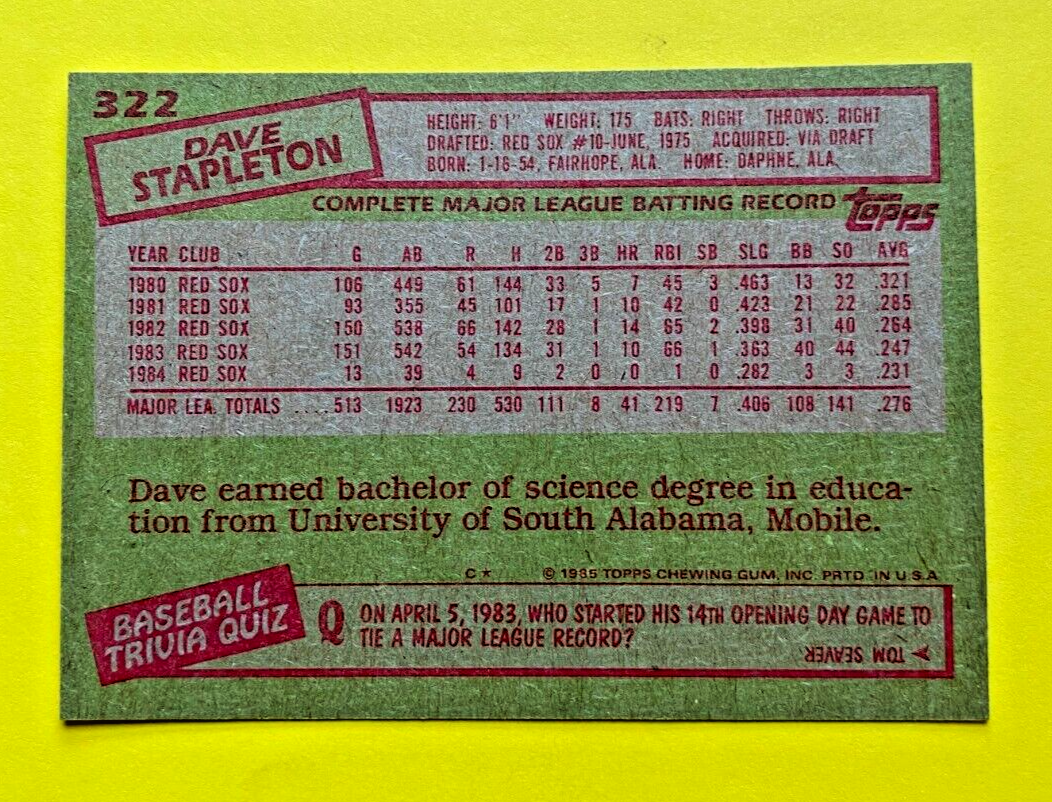 322
DAVE
STAPLETON
HEIGHT: 6'1" WEIGHT: 175 BATS: RIGHT THROWS: RIGHT
DRAFTED: RED SOX #10-JUNE, 1975 ACQUIRED: VIA DRAFT
BORN: 1-16-54, FAIRHOPE, ALA. HOME: DAPHNE, ALA.
COMPLETE MAJOR LEAGUE BATTING RECORD topps
YEAR CLUB G AB R H 2B 3B HR RBI SB SLG BB SO AVG
1980 RED SOX 106 449 61 144 33 5 7 45 3 .463 13 32 .321
1981 RED SOX 93 355 45 101 17 1 10 42 0 .423 21 22 .285
1982 RED SOX 150 538 66 142 28 1 14 65 2 .398 31 40 .264
1983 RED SOX 151 542 54 134 31 1 10 66 1 .363 40 44 .247
1984 RED SOX 13 39 4 9 2 0 0 1 0 .282 3 3 .231
MAJOR LEA. TOTALS ....513 1923 230 530 111 8 41 219 7 .406 108 141 .276
Dave earned bachelor of science degree in educa-
tion from University of South Alabama, Mobile.
C★ © 1985 TOPPS CHEWING GUM, INC. PRTD. IN U.S.A.
BASEBALL
TRIVIA QUIZ
Q ON APRIL 5, 1983, WHO STARTED HIS 14TH OPENING DAY GAME TO
TIE A MAJOR LEAGUE RECORD?
A TOM SEAVER